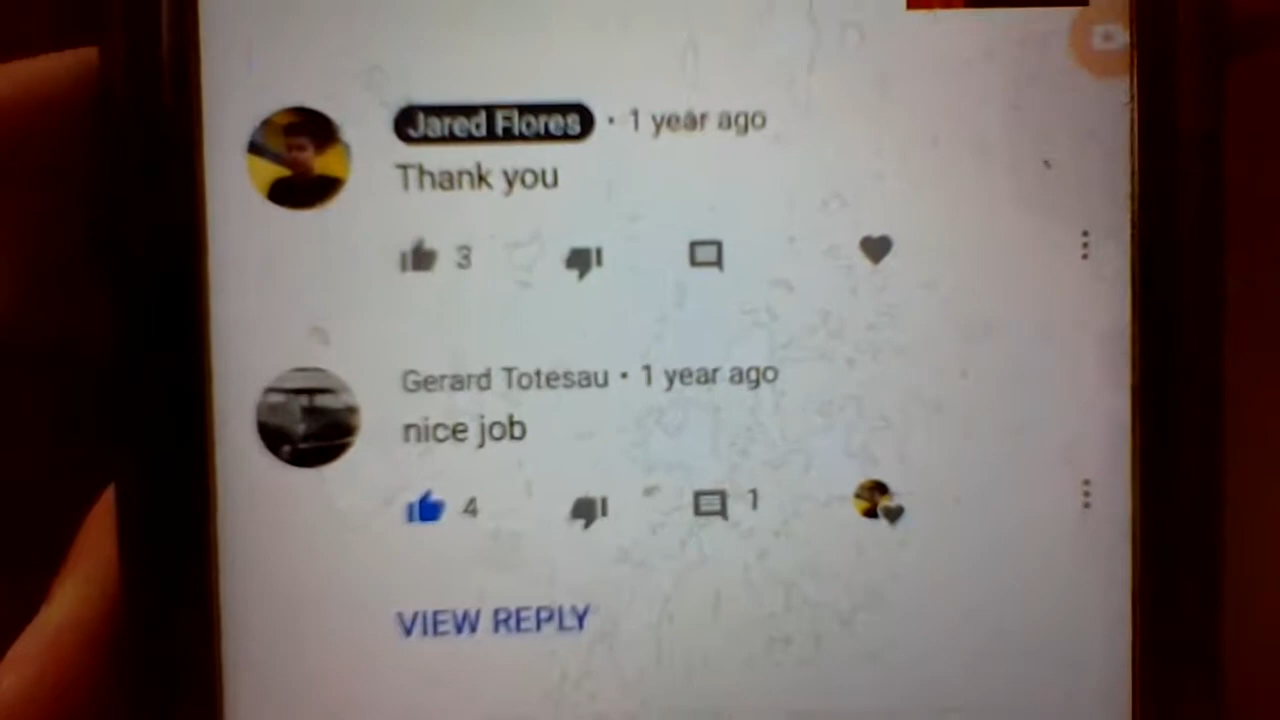 Jared Flores · 1 year ago
Thank you
3
Gerard Totesau · 1 year ago
nice job
4 1
VIEW REPLY